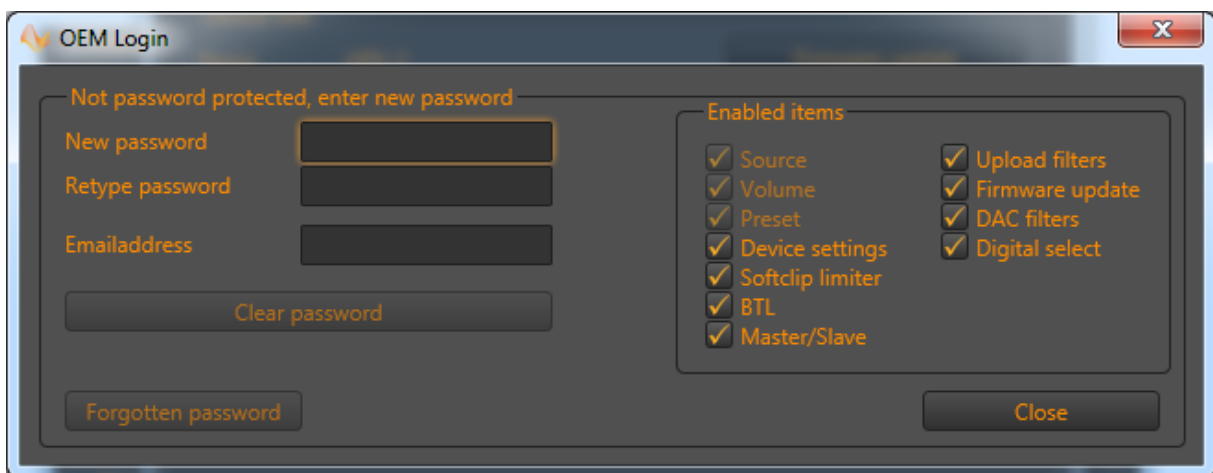 OEM Login
Not password protected, enter new password
New password
Retype password
Emailaddress
Clear password
Forgotten password
Enabled items
Source
Volume
Preset
Device settings
Softclip limiter
BTL
Master/Slave
Upload filters
Firmware update
DAC filters
Digital select
Close